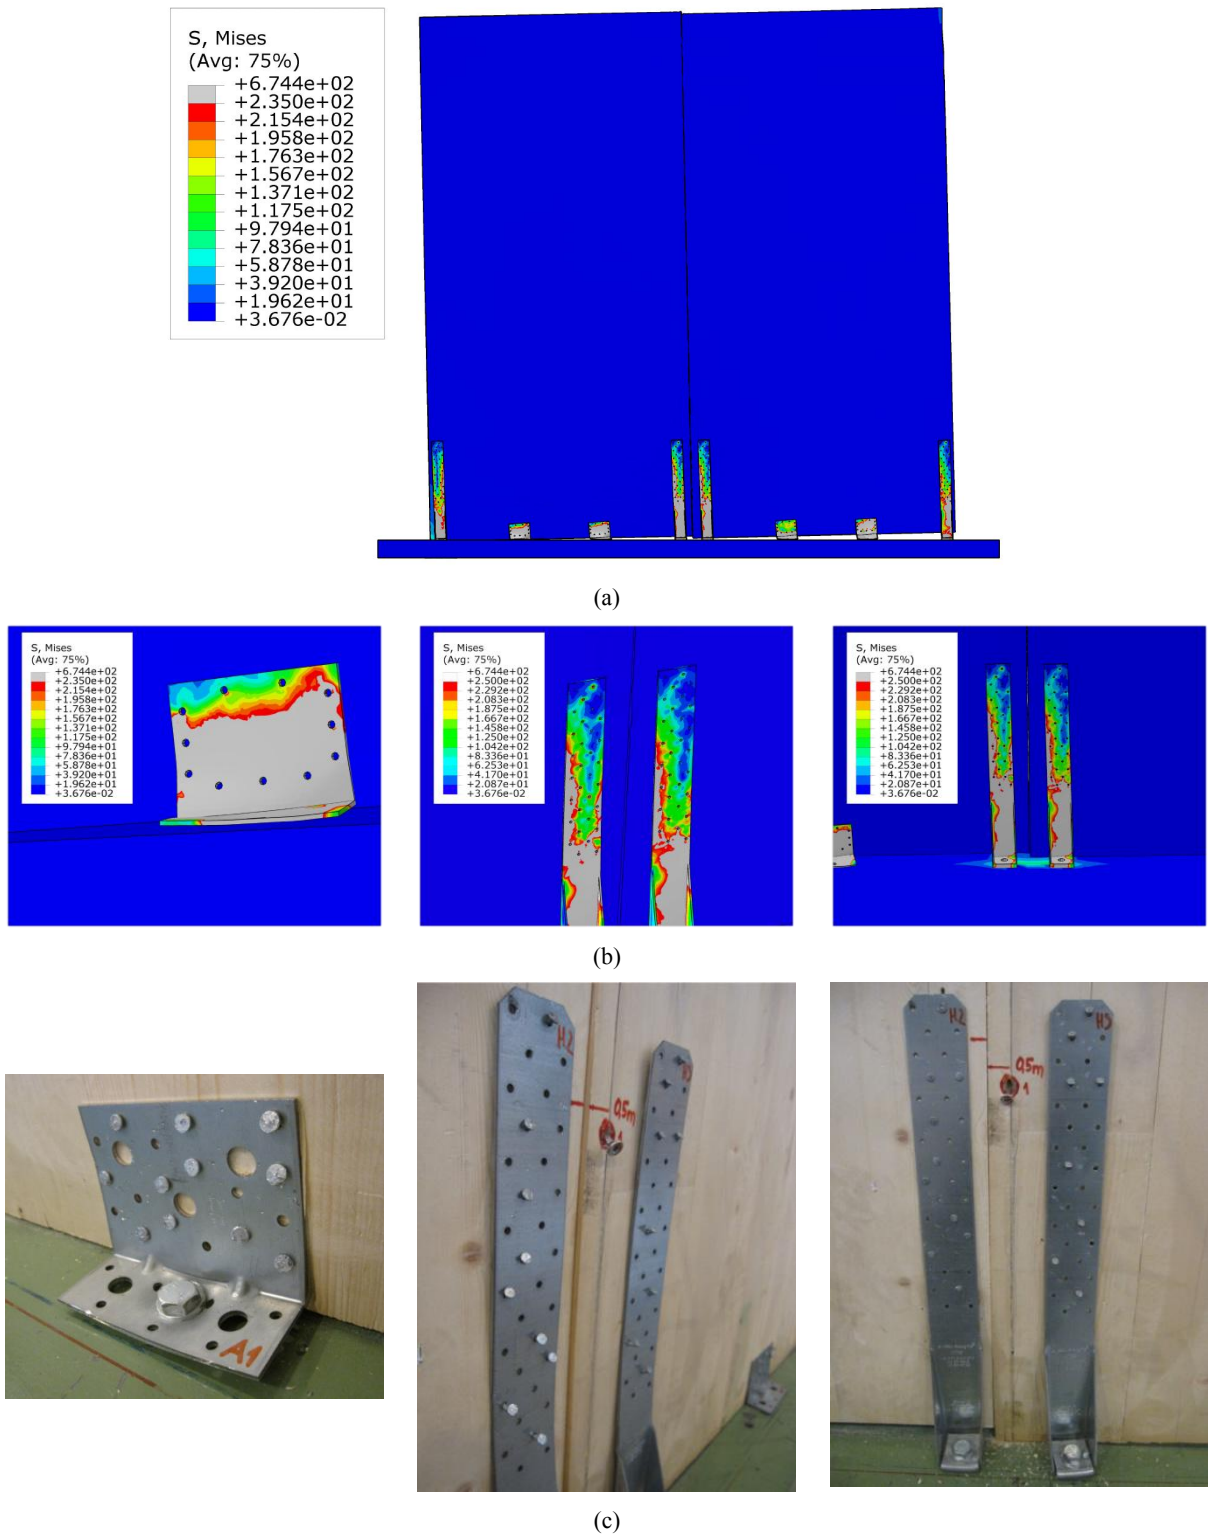 S, Mises
(Avg: 75%)
+6.744e+02
+2.350e+02
+2.154e+02
+1.958e+02
+1.763e+02
+1.567e+02
+1.371e+02
+1.175e+02
+9.794e+01
+7.836e+01
+5.878e+01
+3.920e+01
+1.962e+01
+3.676e-02
(a)
S, Mises
(Avg: 75%)
+6.744e+02
+2.350e+02
+2.154e+02
+1.958e+02
+1.763e+02
+1.567e+02
+1.371e+02
+1.175e+02
+9.794e+01
+7.836e+01
+5.878e+01
+3.920e+01
+1.962e+01
+3.676e-02
S, Mises
(Avg: 75%)
+6.744e+02
+2.500e+02
+2.292e+02
+2.083e+02
+1.875e+02
+1.667e+02
+1.458e+02
+1.250e+02
+1.042e+02
+8.336e+01
+6.253e+01
+4.170e+01
+2.087e+01
+3.676e-02
S, Mises
(Avg: 75%)
+6.744e+02
+2.500e+02
+2.292e+02
+2.083e+02
+1.875e+02
+1.667e+02
+1.458e+02
+1.250e+02
+1.042e+02
+8.336e+01
+6.253e+01
+4.170e+01
+2.087e+01
+3.676e-02
(b)
A1
H2
H3
0,5m
1
H2
H3
0,5m
1
(c)